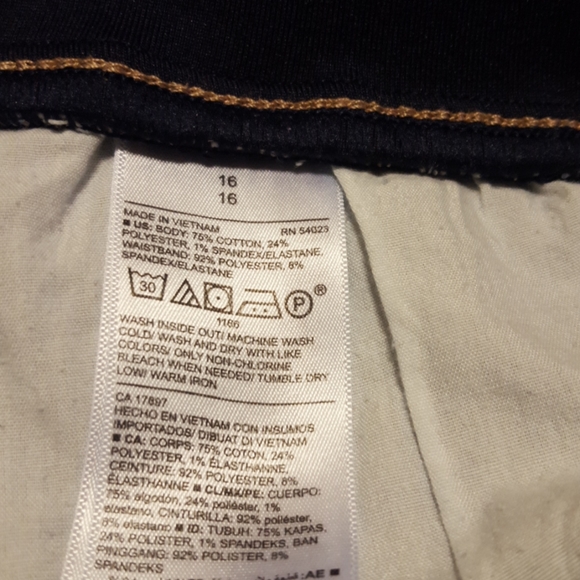 16
16
MADE IN VIETNAM RN 54023
■ US: BODY: 75% COTTON, 24%
POLYESTER, 1% SPANDEX/ELASTANE,
WAISTBAND: 92% POLYESTER, 8%
SPANDEX/ELASTANE
30 P ®
1166
WASH INSIDE OUT/ MACHINE WASH
COLD/ WASH AND DRY WITH LIKE
COLORS/ ONLY NON-CHLORINE
BLEACH WHEN NEEDED/ TUMBLE DRY
LOW/ WARM IRON
CA 17897
HECHO EN VIETNAM CON INSUMOS
IMPORTADOS/ DIBUAT DI VIETNAM
■ CA: CORPS: 75% COTON, 24%
POLYESTER, 1% ÉLASTHANNE,
CEINTURE: 92% POLYESTER, 8%
ÉLASTHANNE ■ CL/MX/PE: CUERPO:
75% algodón, 24% poliéster, 1%
elastano, CINTURILLA: 92% poliéster,
8% elastano ■ ID: TUBUH: 75% KAPAS,
24% POLISTER, 1% SPANDEKS, BAN
PINGGANG: 92% POLISTER, 8%
SPANDEKS
■ AE: